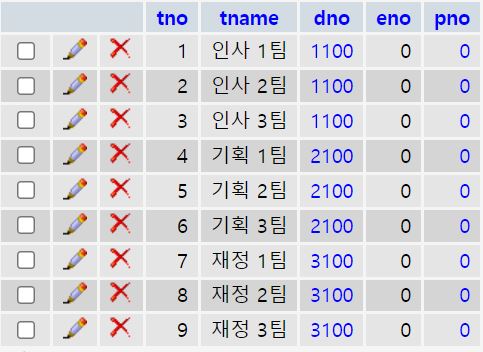 tno tname dno eno pno
1 인사 1팀 1100 0 0
2 인사 2팀 1100 0 0
3 인사 3팀 1100 0 0
4 기획 1팀 2100 0 0
5 기획 2팀 2100 0 0
6 기획 3팀 2100 0 0
7 재정 1팀 3100 0 0
8 재정 2팀 3100 0 0
9 재정 3팀 3100 0 0